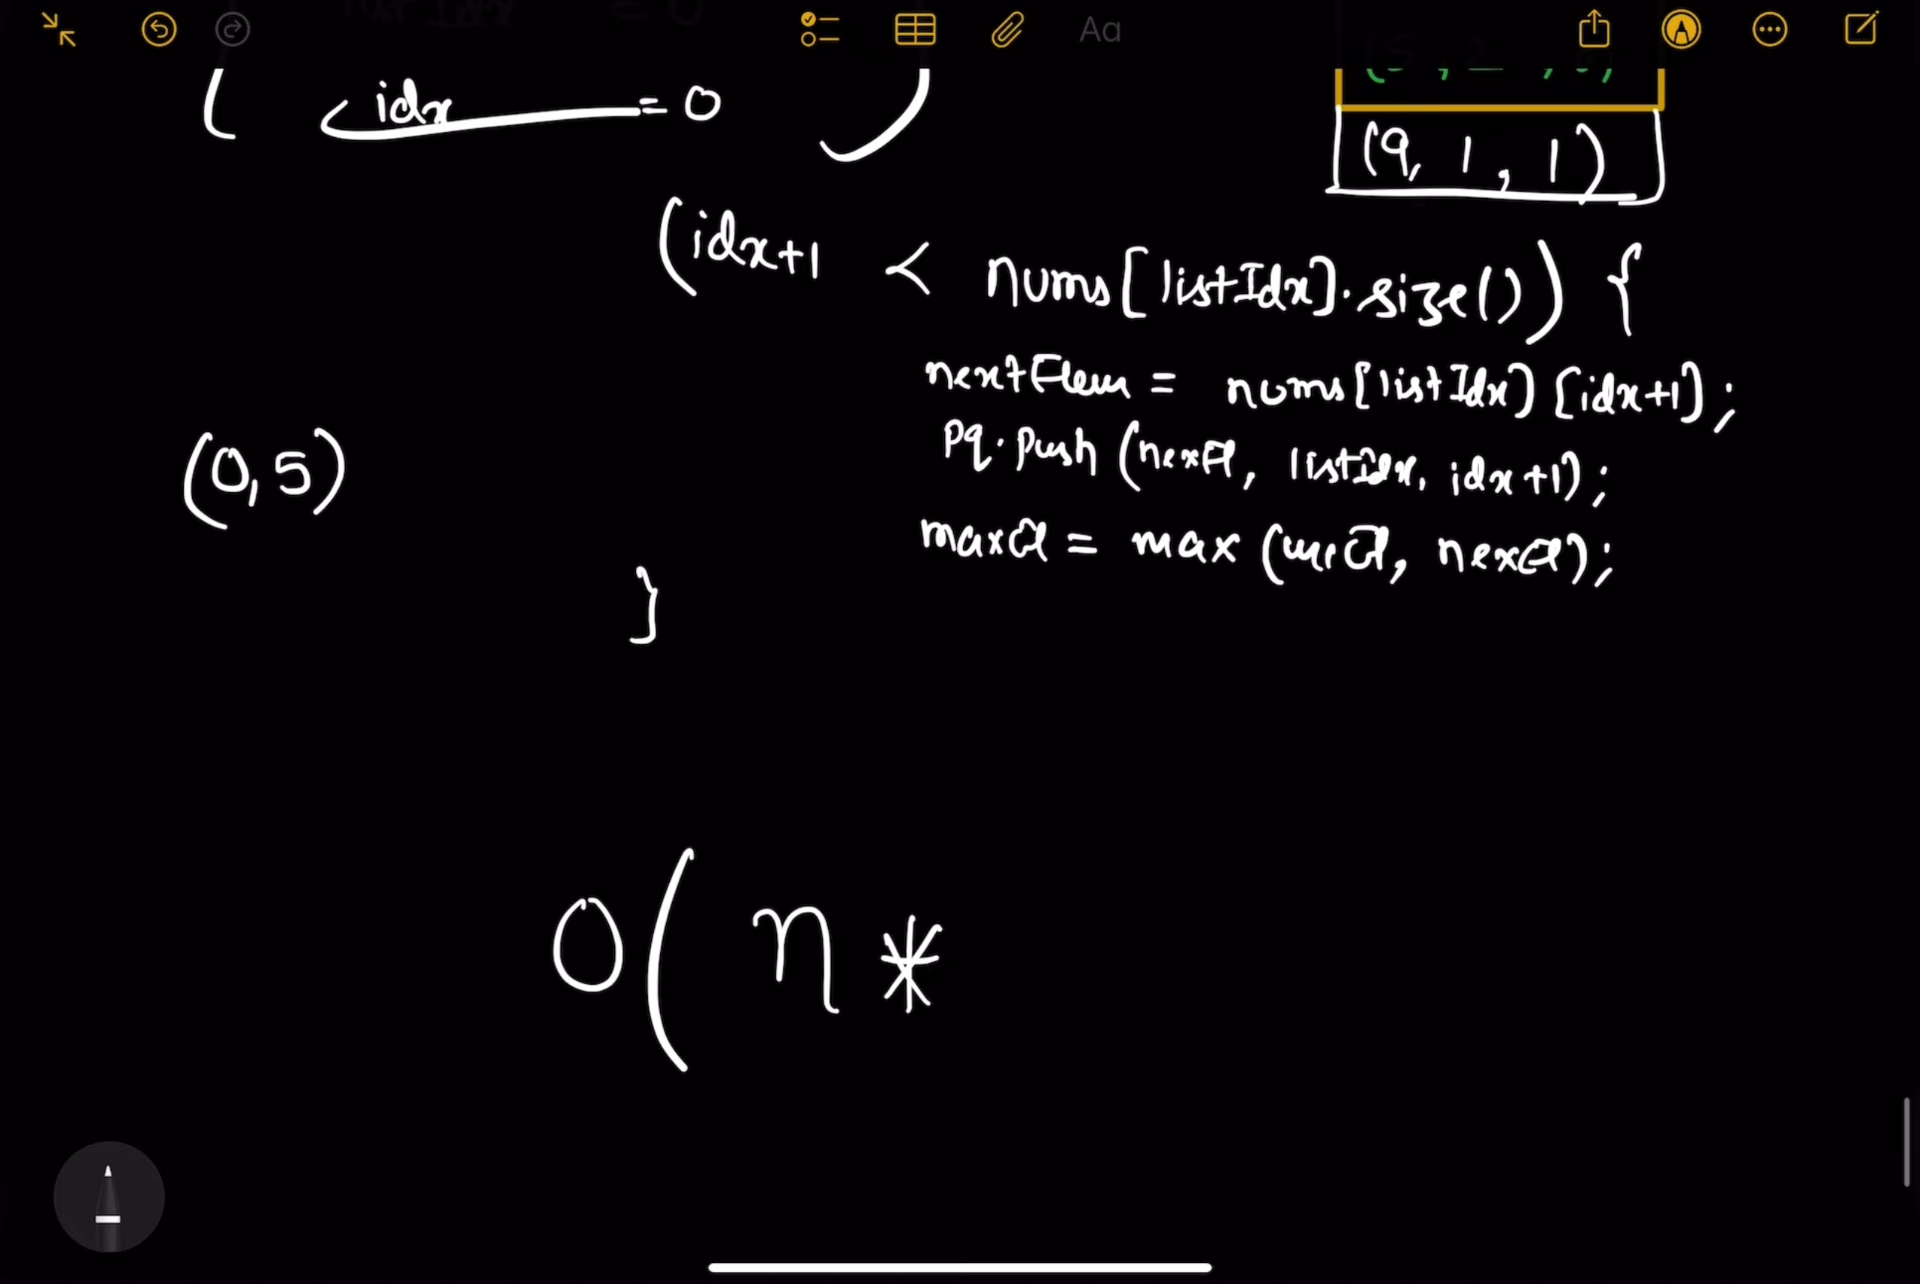 Aa
idx = 0
(9, 1, 1)
(idx+1 < nums[listIdx].size()) {
nextElem = nums[listIdx][idx+1];
(0,5)
pq.push (nextEl, listIdx, idx+1);
maxEl = max (maxEl, nextEl);
}
O( n *